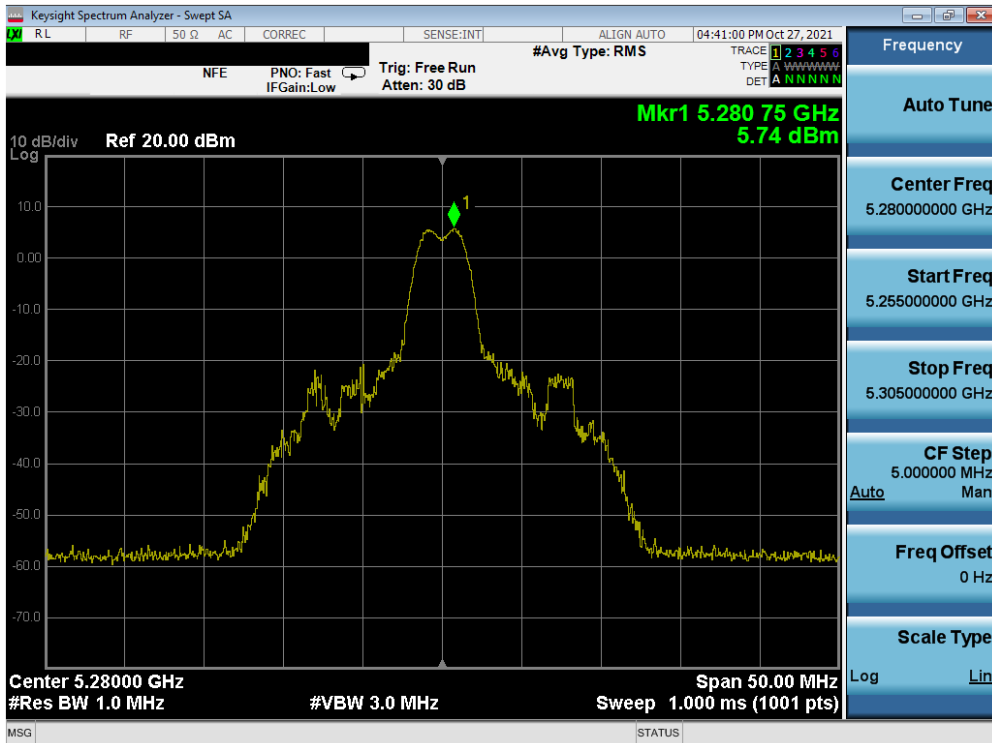 Keysight Spectrum Analyzer - Swept SA
LXI RL RF 50 Ω AC CORREC SENSE:INT ALIGN AUTO 04:41:00 PM Oct 27, 2021
NFE PNO: Fast IFGain:Low Trig: Free Run Atten: 30 dB #Avg Type: RMS
TRACE 1 2 3 4 5 6
TYPE A WWWWW
DET A N N N N N
Mkr1 5.280 75 GHz
5.74 dBm
10 dB/div Ref 20.00 dBm
Log
1
10.0
0.00
-10.0
-20.0
-30.0
-40.0
-50.0
-60.0
-70.0
Center 5.28000 GHz Span 50.00 MHz
#Res BW 1.0 MHz #VBW 3.0 MHz Sweep 1.000 ms (1001 pts)
MSG STATUS
Frequency
Auto Tune
Center Freq
5.280000000 GHz
Start Freq
5.255000000 GHz
Stop Freq
5.305000000 GHz
CF Step
5.000000 MHz
Auto Man
Freq Offset
0 Hz
Scale Type
Log Lin